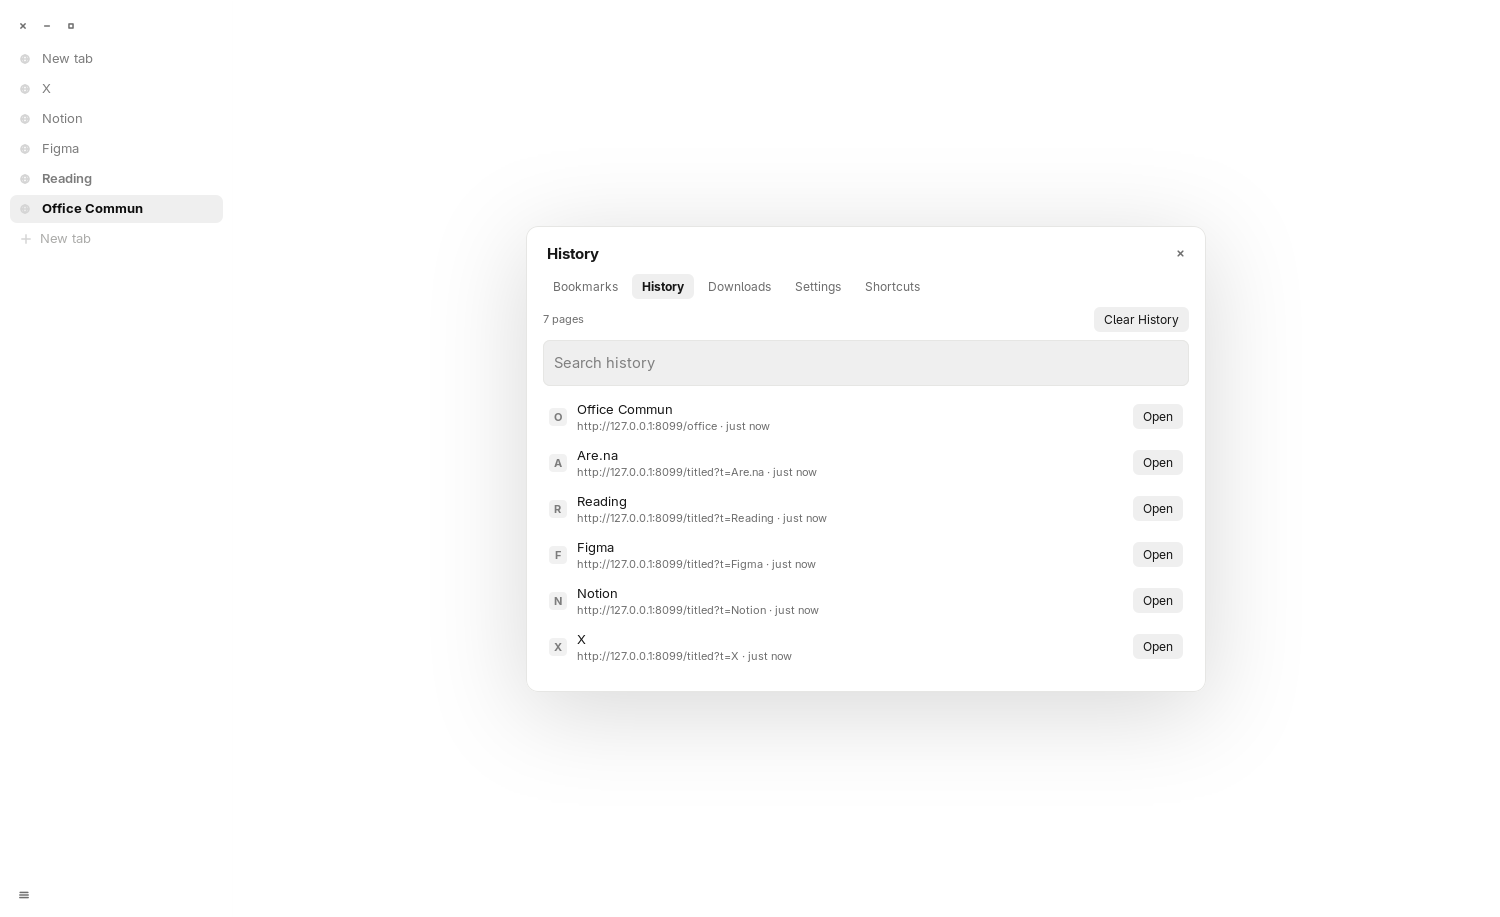 New tab
X
Notion
Figma
Reading
Office Commun
New tab
History
Bookmarks History Downloads Settings Shortcuts
7 pages Clear History
Search history
O Office Commun Open
http://127.0.0.1:8099/office · just now
A Are.na Open
http://127.0.0.1:8099/titled?t=Are.na · just now
R Reading Open
http://127.0.0.1:8099/titled?t=Reading · just now
F Figma Open
http://127.0.0.1:8099/titled?t=Figma · just now
N Notion Open
http://127.0.0.1:8099/titled?t=Notion · just now
X X Open
http://127.0.0.1:8099/titled?t=X · just now